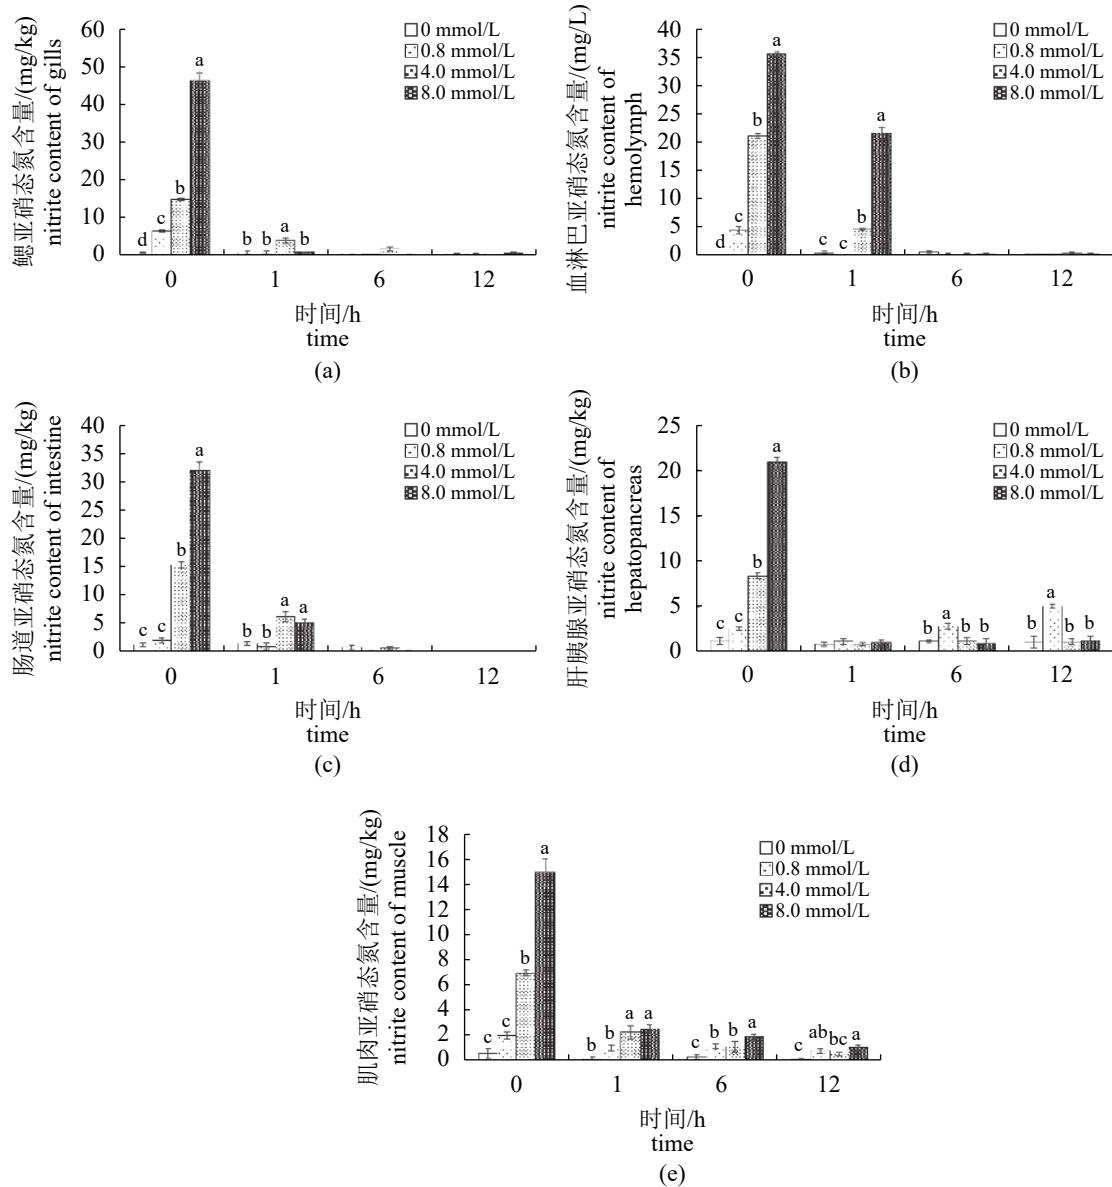 鳃亚硝态氮含量/(mg/kg)
nitrite content of gills
60
50
40
30
20
10
0
0 mmol/L
0.8 mmol/L
4.0 mmol/L
8.0 mmol/L
d c b a
b b a b
0 1 6 12
时间/h
time
(a)
血淋巴亚硝态氮含量/(mg/L)
nitrite content of
hemolymph
40
35
30
25
20
15
10
5
0
0 mmol/L
0.8 mmol/L
4.0 mmol/L
8.0 mmol/L
d c b a
c c b a
0 1 6 12
时间/h
time
(b)
肠道亚硝态氮含量/(mg/kg)
nitrite content of intestine
40
35
30
25
20
15
10
5
0
0 mmol/L
0.8 mmol/L
4.0 mmol/L
8.0 mmol/L
c c b a
b b a a
0 1 6 12
时间/h
time
(c)
肝胰腺亚硝态氮含量/(mg/kg)
nitrite content of
hepatopancreas
25
20
15
10
5
0
0 mmol/L
0.8 mmol/L
4.0 mmol/L
8.0 mmol/L
c c b a
b a b b
b a b b
0 1 6 12
时间/h
time
(d)
肌肉亚硝态氮含量/(mg/kg)
nitrite content of muscle
18
16
14
12
10
8
6
4
2
0
0 mmol/L
0.8 mmol/L
4.0 mmol/L
8.0 mmol/L
c c b a
b b a a
c b b a
c ab bc a
0 1 6 12
时间/h
time
(e)